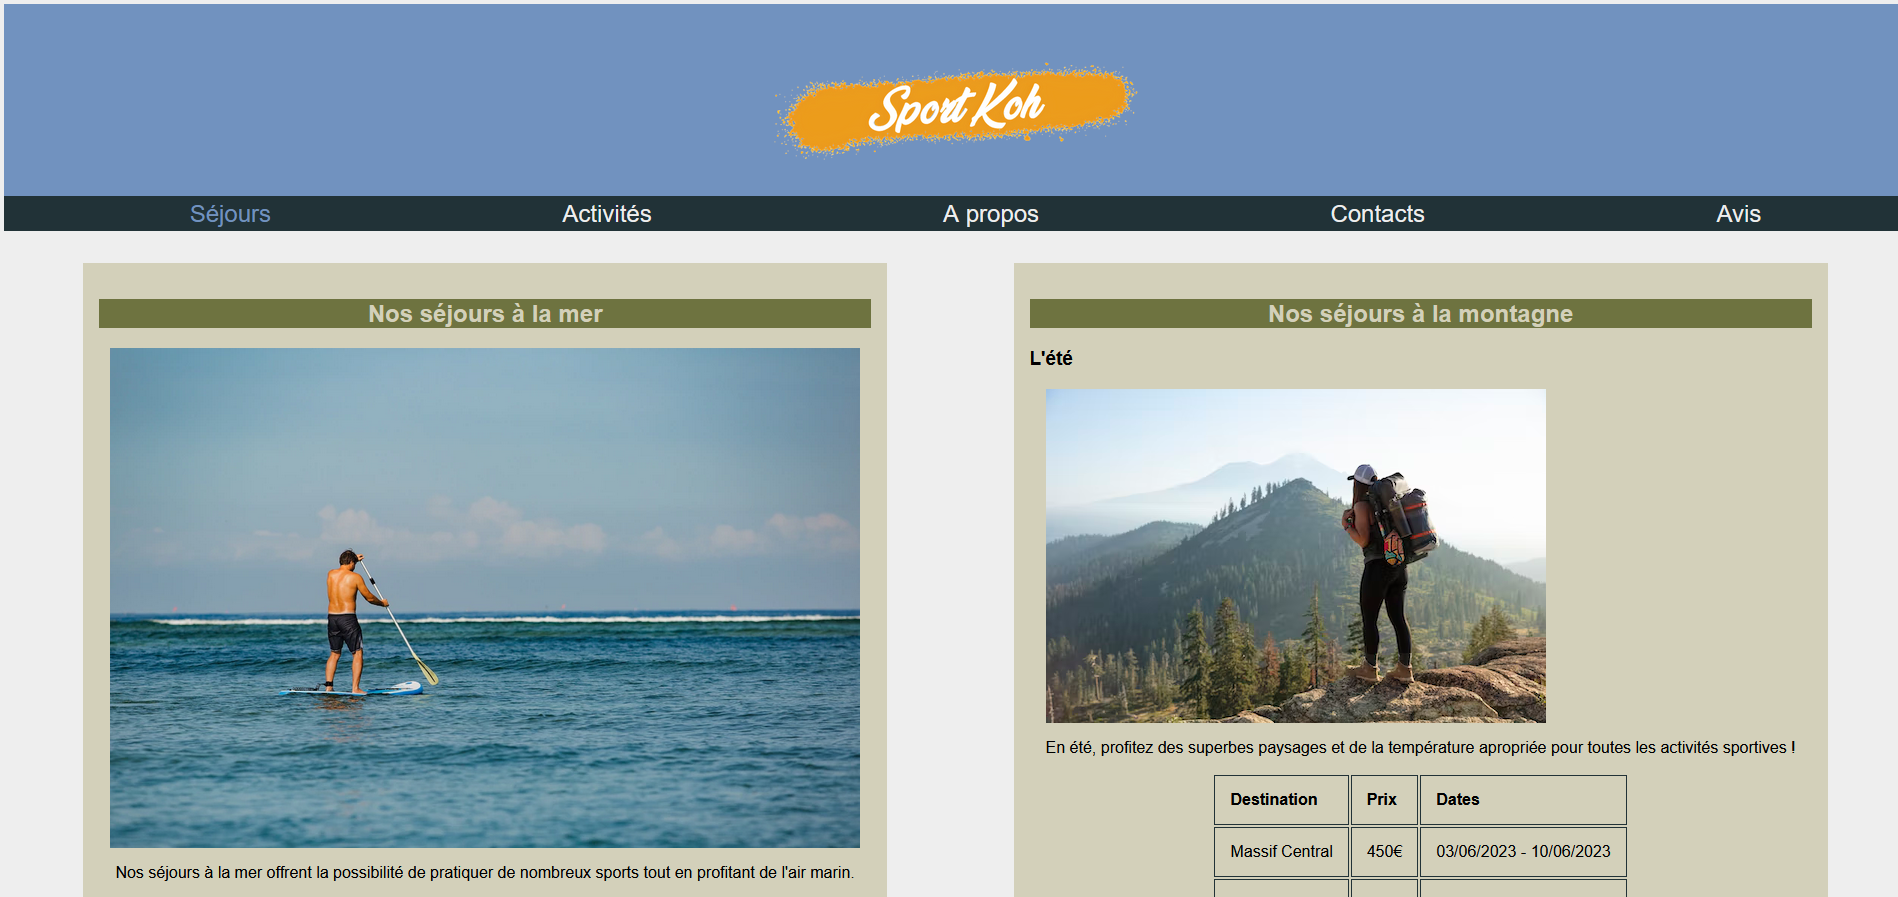 Sport Koh
Séjours
Activités
A propos
Contacts
Avis
Nos séjours à la mer
Nos séjours à la mer offrent la possibilité de pratiquer de nombreux sports tout en profitant de l'air marin.
Nos séjours à la montagne
L'été
En été, profitez des superbes paysages et de la température apropriée pour toutes les activités sportives !
Destination Prix Dates
Massif Central 450€ 03/06/2023 - 10/06/2023